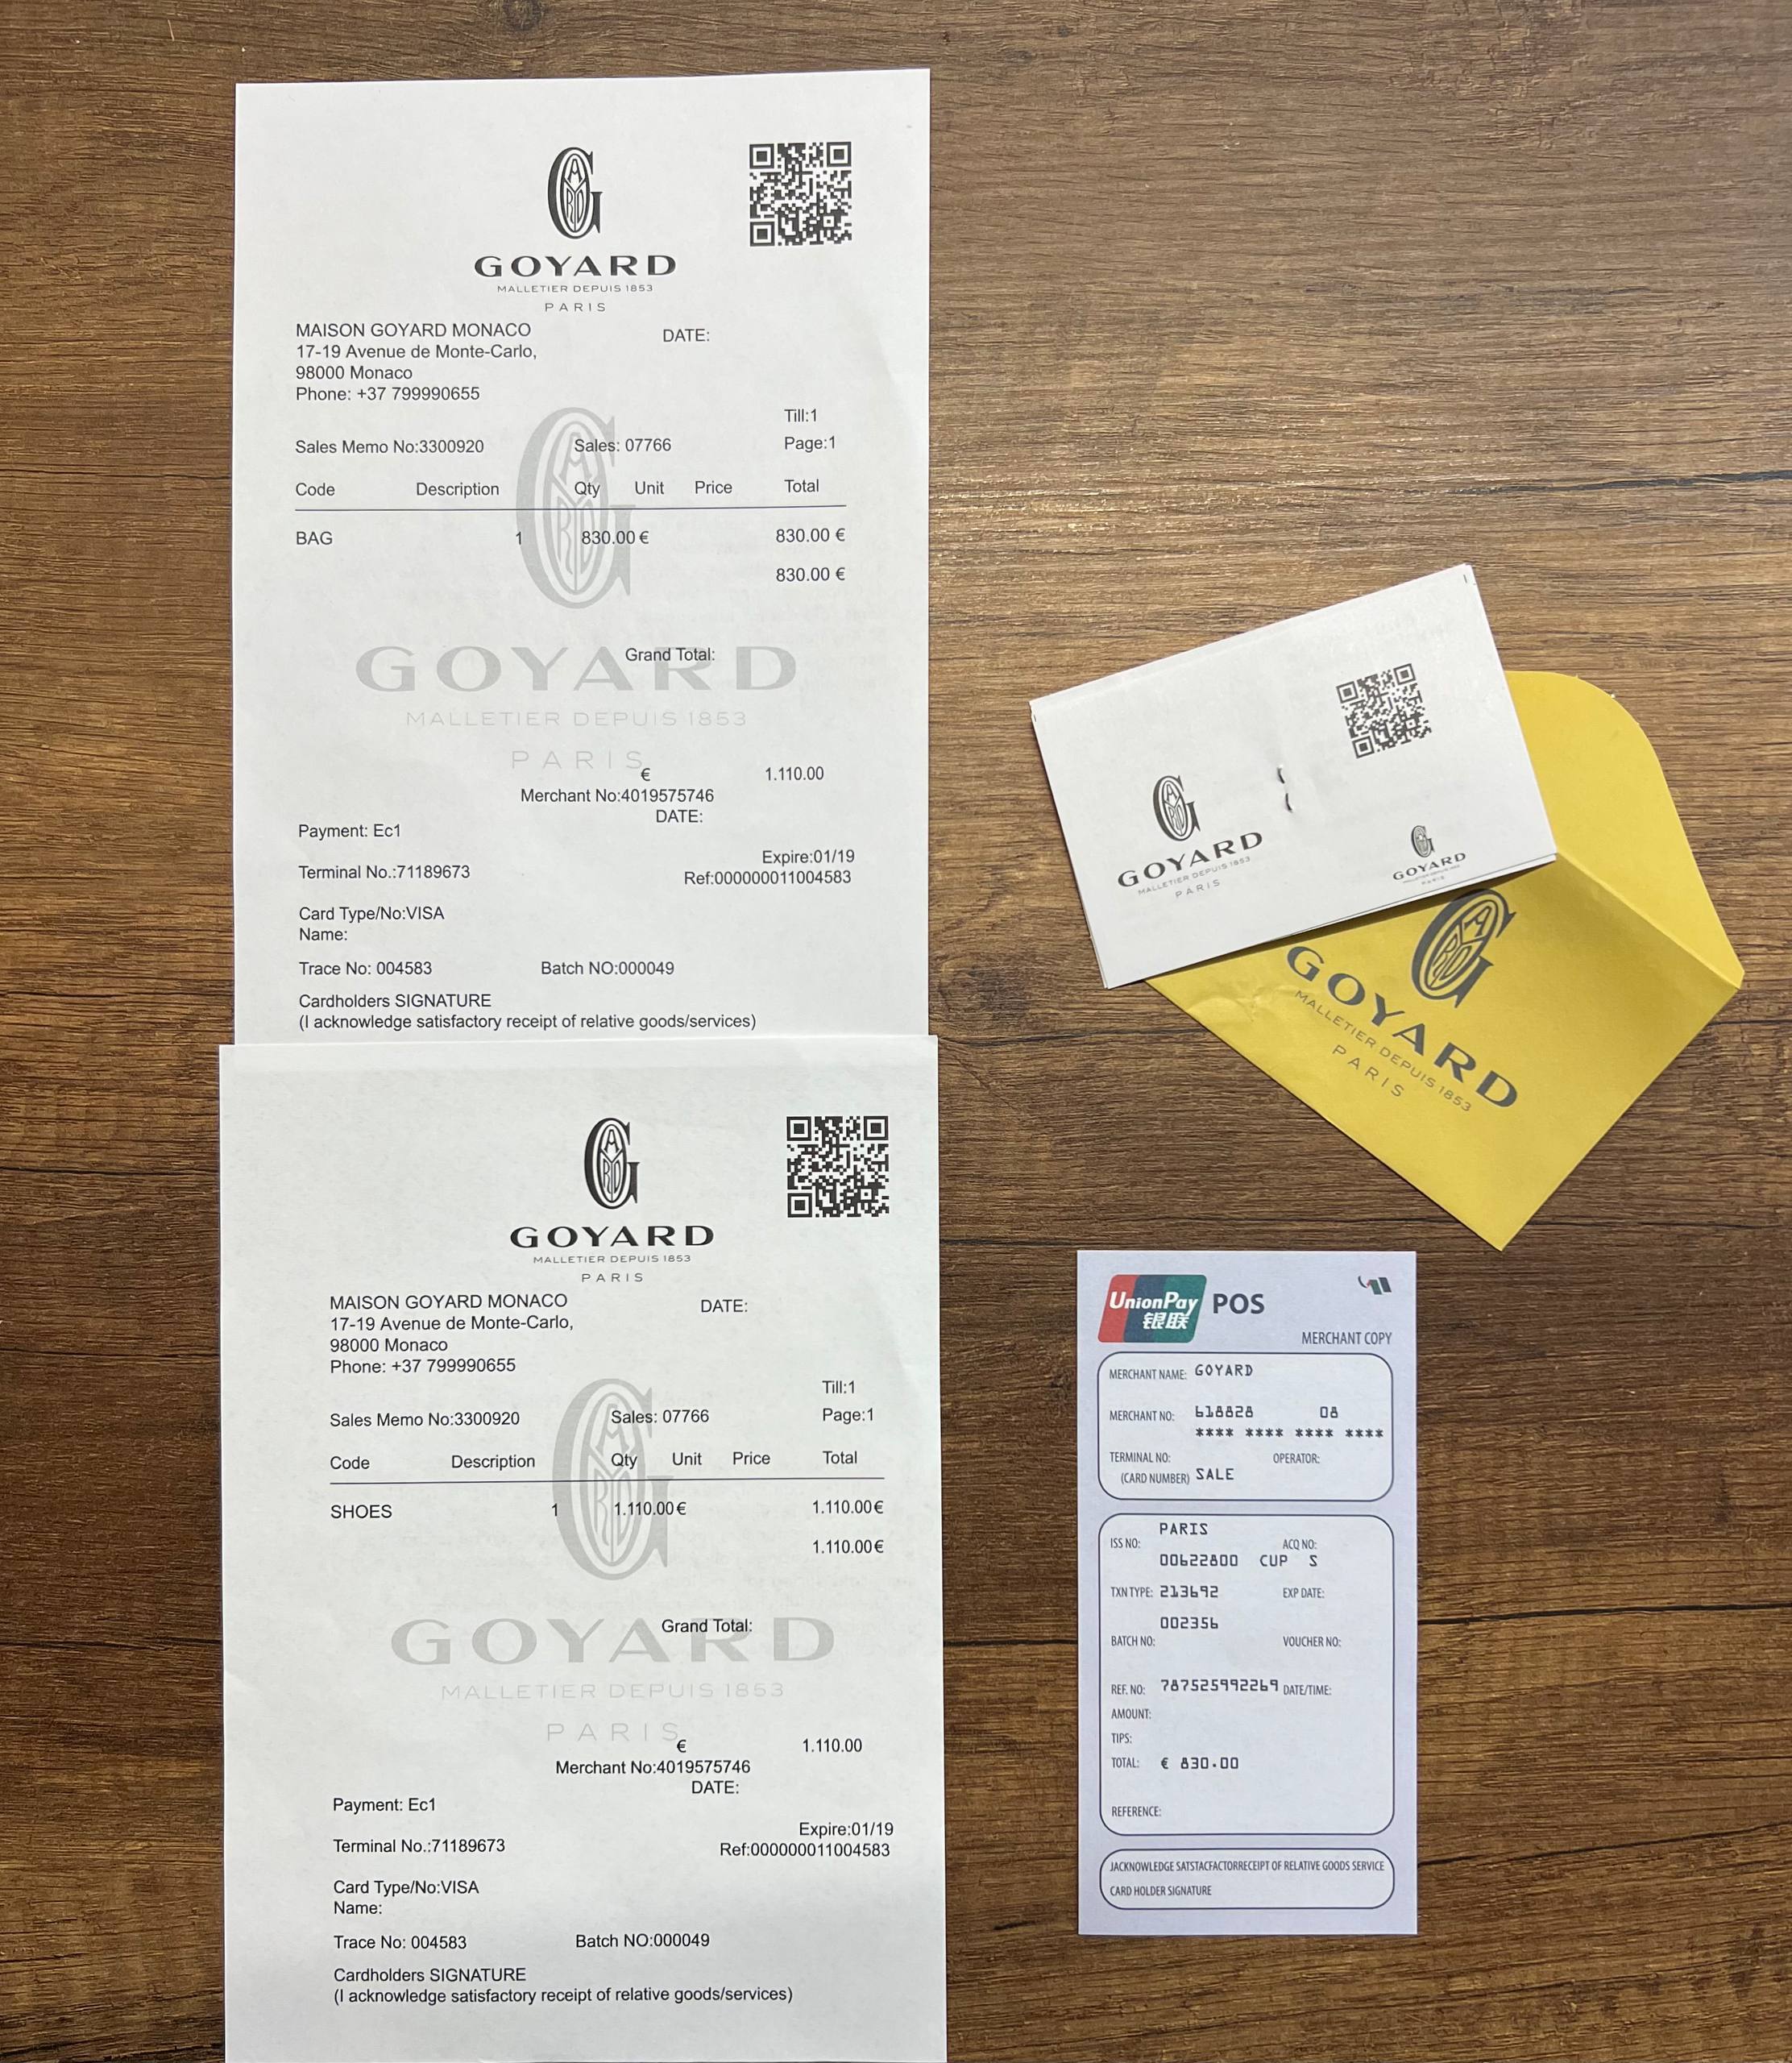 GOYARD
MALLETIER DEPUIS 1853
PARIS
MAISON GOYARD MONACO
17-19 Avenue de Monte-Carlo,
98000 Monaco
Phone: +37 799990655
DATE:
Till:1
Sales Memo No:3300920 Sales: 07766 Page:1
Code Description Qty Unit Price Total
BAG 1 830.00 € 830.00 €
830.00 €
Grand Total:
GOYARD
MALLETIER DEPUIS 1853
PARIS
€ 1.110.00
Merchant No:4019575746
DATE:
Payment: Ec1
Expire:01/19
Terminal No.:71189673 Ref:000000011004583
Card Type/No:VISA
Name:
Trace No: 004583 Batch NO:000049
Cardholders SIGNATURE
(I acknowledge satisfactory receipt of relative goods/services)
GOYARD
MALLETIER DEPUIS 1853
PARIS
MAISON GOYARD MONACO
17-19 Avenue de Monte-Carlo,
98000 Monaco
Phone: +37 799990655
DATE:
Till:1
Sales Memo No:3300920 Sales: 07766 Page:1
Code Description Qty Unit Price Total
SHOES 1 1.110.00€ 1.110.00€
1.110.00€
Grand Total:
GOYARD
MALLETIER DEPUIS 1853
PARIS
€ 1.110.00
Merchant No:4019575746
DATE:
Payment: Ec1
Expire:01/19
Terminal No.:71189673 Ref:000000011004583
Card Type/No:VISA
Name:
Trace No: 004583 Batch NO:000049
Cardholders SIGNATURE
(I acknowledge satisfactory receipt of relative goods/services)
GOYARD
MALLETIER DEPUIS 1853
PARIS
GOYARD
PARIS
GOYARD
MALLETIER DEPUIS 1853
PARIS
UnionPay
银联
POS
MERCHANT COPY
MERCHANT NAME: GOYARD
MERCHANT NO: 618828 08
**** **** **** ****
TERMINAL NO: OPERATOR:
(CARD NUMBER) SALE
PARIS
ISS NO: ACQ NO:
00622800 CUP S
TXN TYPE: 213692 EXP DATE:
002356
BATCH NO: VOUCHER NO:
REF. NO: 787525992269 DATE/TIME:
AMOUNT:
TIPS:
TOTAL: € 830.00
REFERENCE:
JACKNOWLEDGE SATSTACFACTORRECEIPT OF RELATIVE GOODS SERVICE
CARD HOLDER SIGNATURE